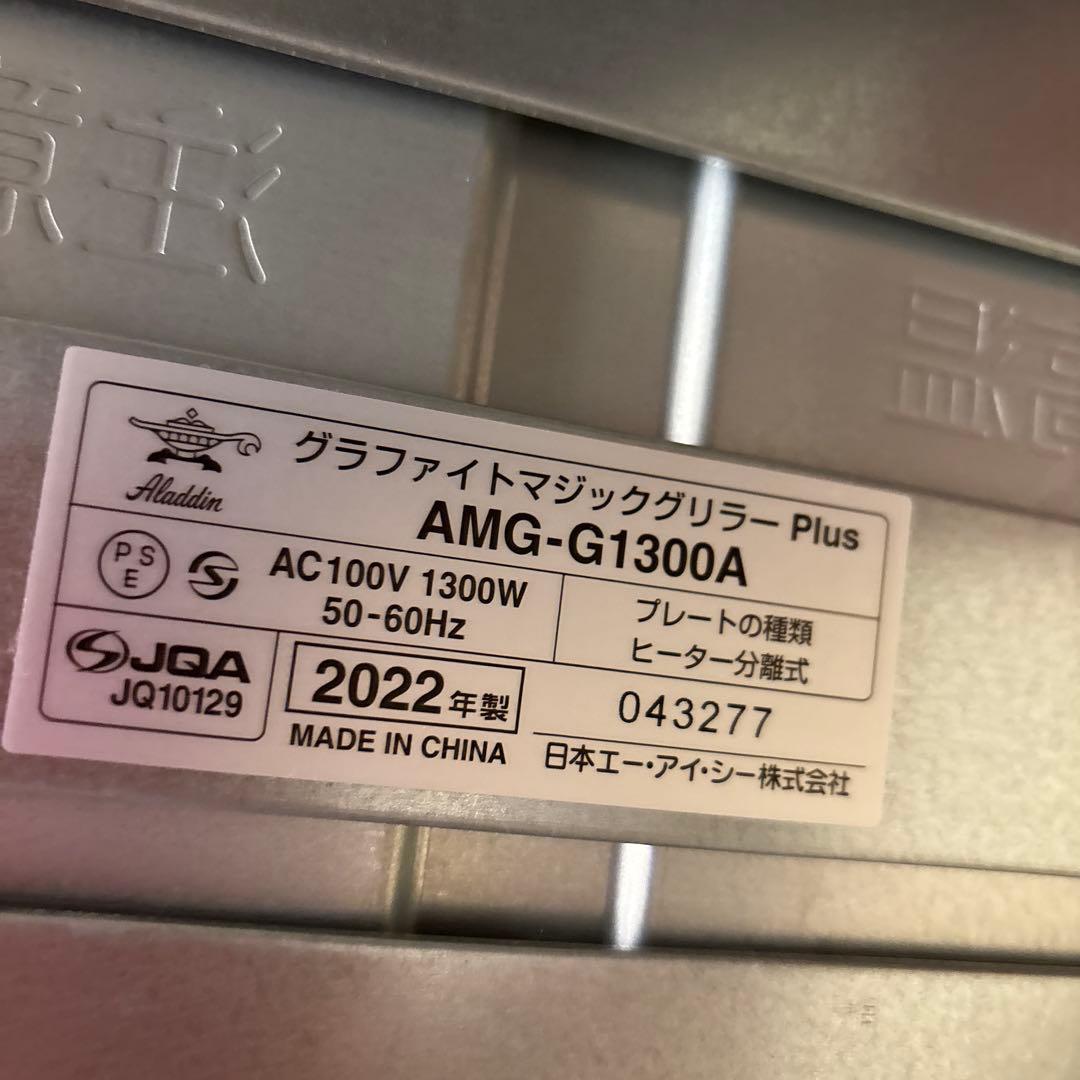 注意
Aladdin
グラファイトマジックグリラー Plus
AMG-G1300A
PS
E
AC100V 1300W
50-60Hz
プレートの種類
ヒーター分離式
JQA
JQ10129
2022年製
MADE IN CHINA
043277
日本エー・アイ・シー株式会社